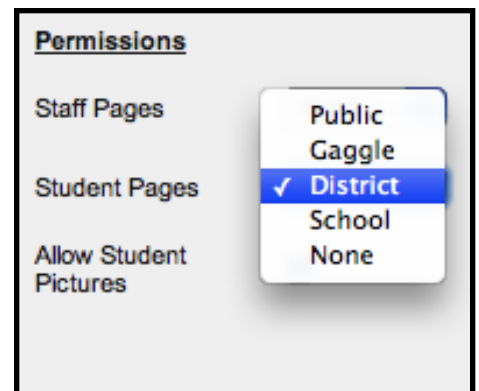 Permissions
Staff Pages
Public
Gaggle
Student Pages
✓ District
School
Allow Student
Pictures
None